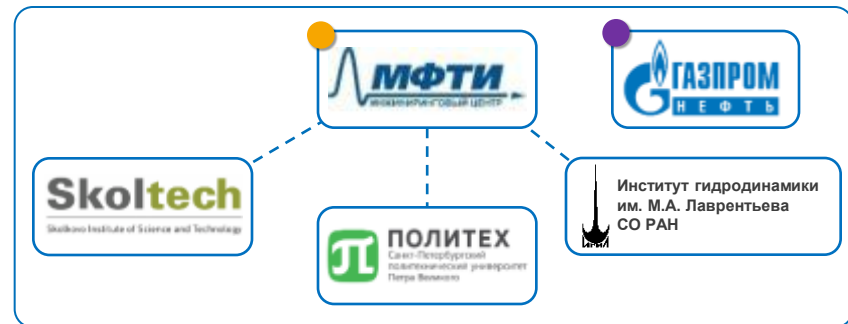 МФТИ
ИНЖИНИРИНГОВЫЙ ЦЕНТР
ГАЗПРОМ
НЕФТЬ
Skoltech
Skolkovo Institute of Science and Technology
ПОЛИТЕХ
Санкт-Петербургский
политехнический университет
Петра Великого
Институт гидродинамики
им. М.А. Лаврентьева
СО РАН